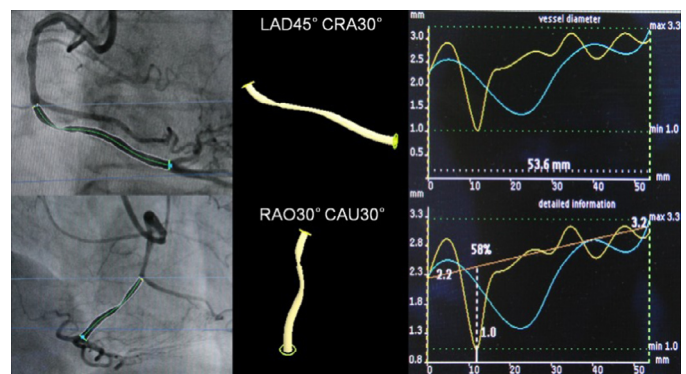 LAD45° CRA30°
mm
vessel diameter
max 3.3
3.0
2.5
2.0
1.5
min 1.0
0.5
53.6 mm
mm
0 10 20 30 40 50
RAO30° CAU30°
mm
detailed information
3.3
max 3.3
3.2
2.8
58%
2.3
2.2
1.8
1.0
1.3
min 1.0
0.8
mm
0 10 20 30 40 50